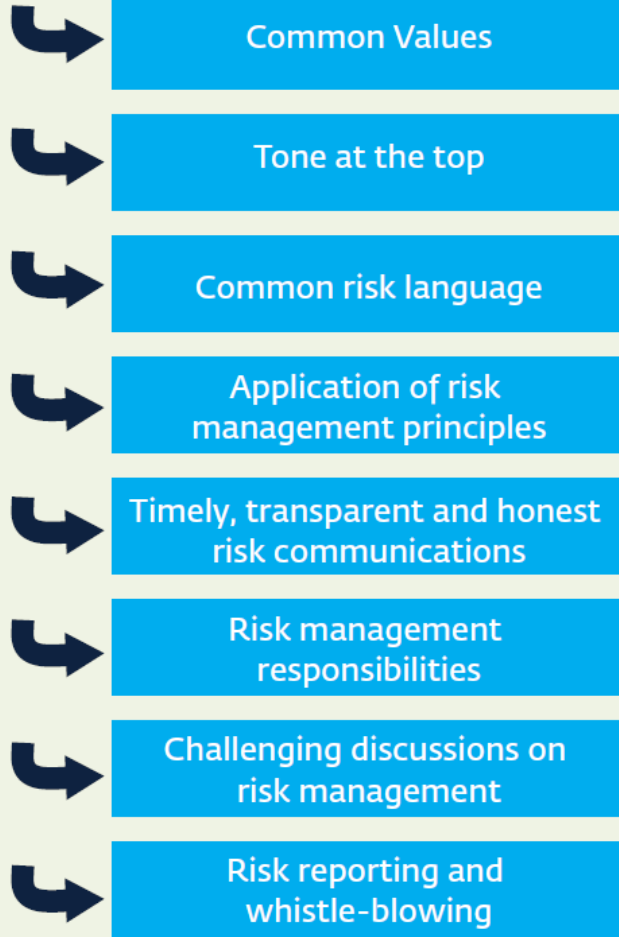 Common Values
Tone at the top
Common risk language
Application of risk
management principles
Timely, transparent and honest
risk communications
Risk management
responsibilities
Challenging discussions on
risk management
Risk reporting and
whistle-blowing